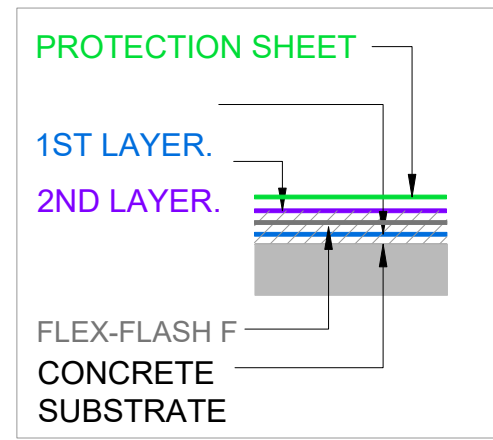 PROTECTION SHEET
1ST LAYER.
2ND LAYER.
FLEX-FLASH F
CONCRETE
SUBSTRATE